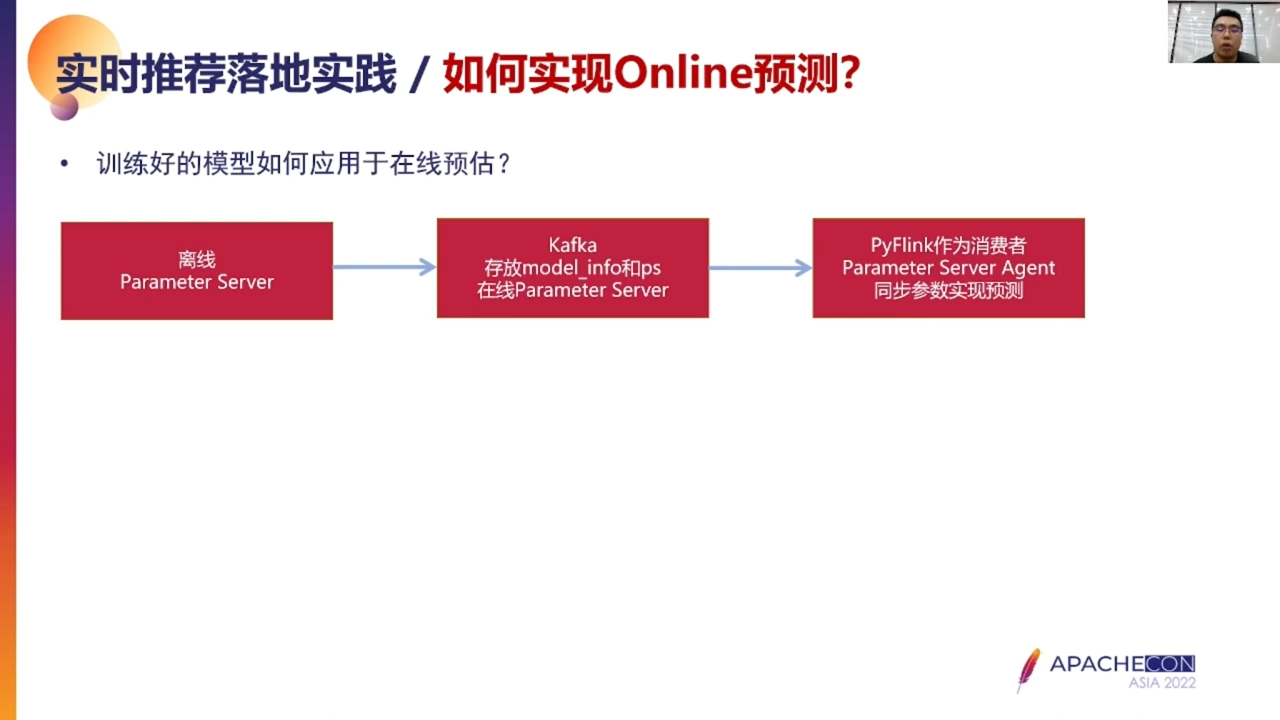 实时推荐落地实践 / 如何实现Online预测?
• 训练好的模型如何应用于在线预估?
离线
Parameter Server
Kafka
存放model_info和ps
在线Parameter Server
PyFlink作为消费者
Parameter Server Agent
同步参数实现预测
APACHECON
ASIA 2022